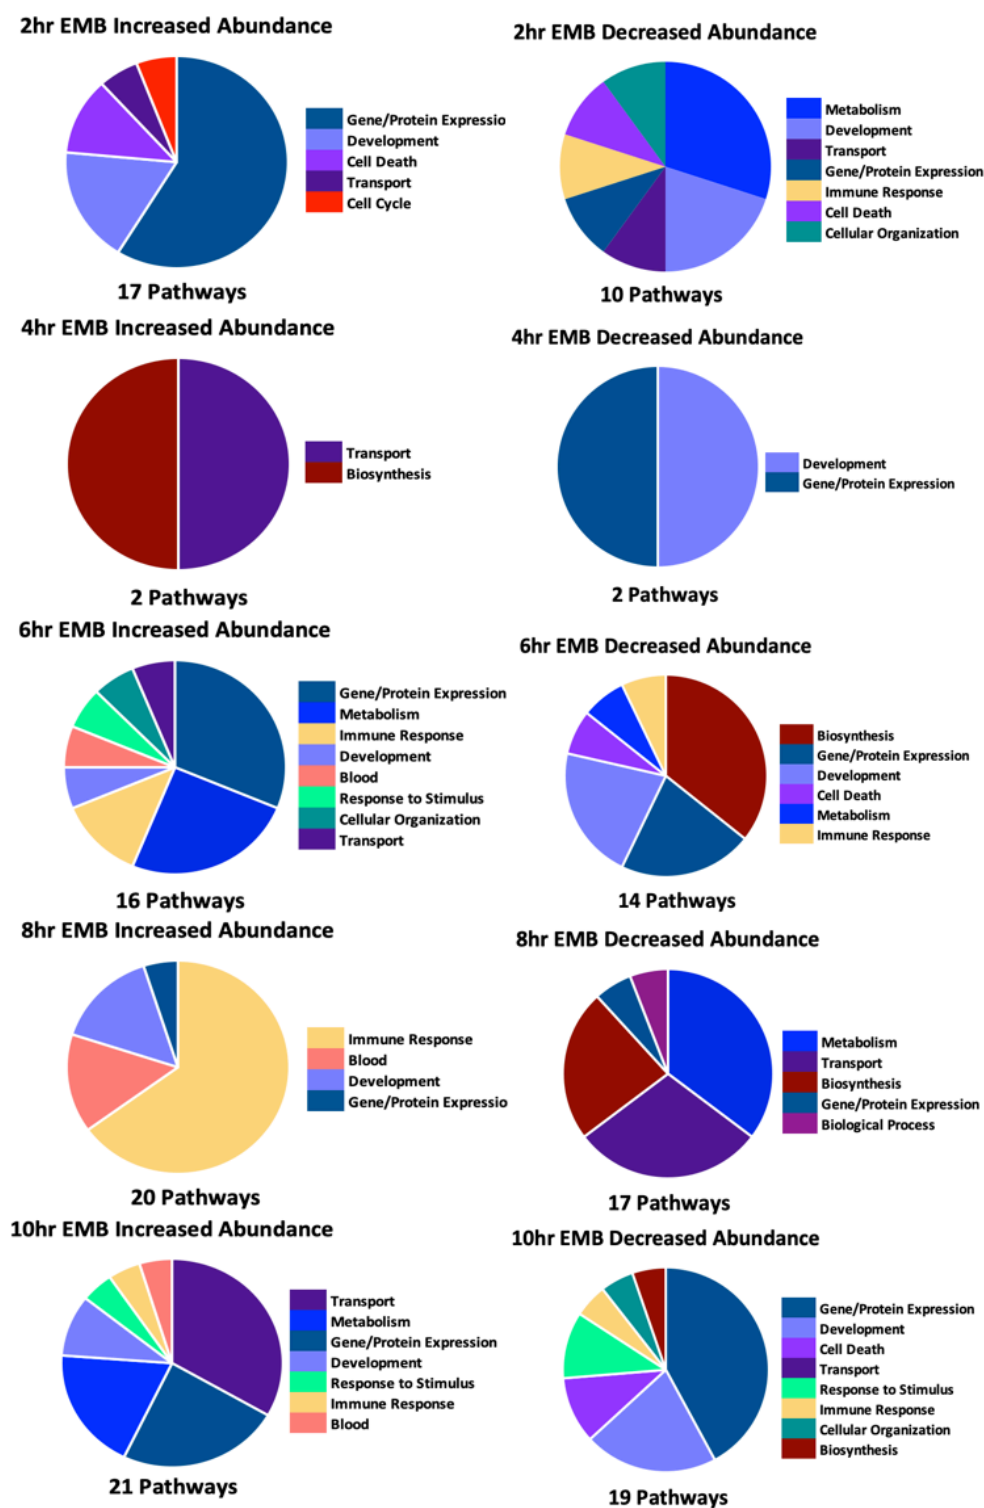 2hr EMB Increased Abundance
Gene/Protein Expressio
Development
Cell Death
Transport
Cell Cycle
17 Pathways
2hr EMB Decreased Abundance
Metabolism
Development
Transport
Gene/Protein Expression
Immune Response
Cell Death
Cellular Organization
10 Pathways
4hr EMB Increased Abundance
Transport
Biosynthesis
2 Pathways
4hr EMB Decreased Abundance
Development
Gene/Protein Expression
2 Pathways
6hr EMB Increased Abundance
Gene/Protein Expression
Metabolism
Immune Response
Development
Blood
Response to Stimulus
Cellular Organization
Transport
16 Pathways
6hr EMB Decreased Abundance
Biosynthesis
Gene/Protein Expression
Development
Cell Death
Metabolism
Immune Response
14 Pathways
8hr EMB Increased Abundance
Immune Response
Blood
Development
Gene/Protein Expressio
20 Pathways
8hr EMB Decreased Abundance
Metabolism
Transport
Biosynthesis
Gene/Protein Expression
Biological Process
17 Pathways
10hr EMB Increased Abundance
Transport
Metabolism
Gene/Protein Expression
Development
Response to Stimulus
Immune Response
Blood
21 Pathways
10hr EMB Decreased Abundance
Gene/Protein Expression
Development
Cell Death
Transport
Response to Stimulus
Immune Response
Cellular Organization
Biosynthesis
19 Pathways